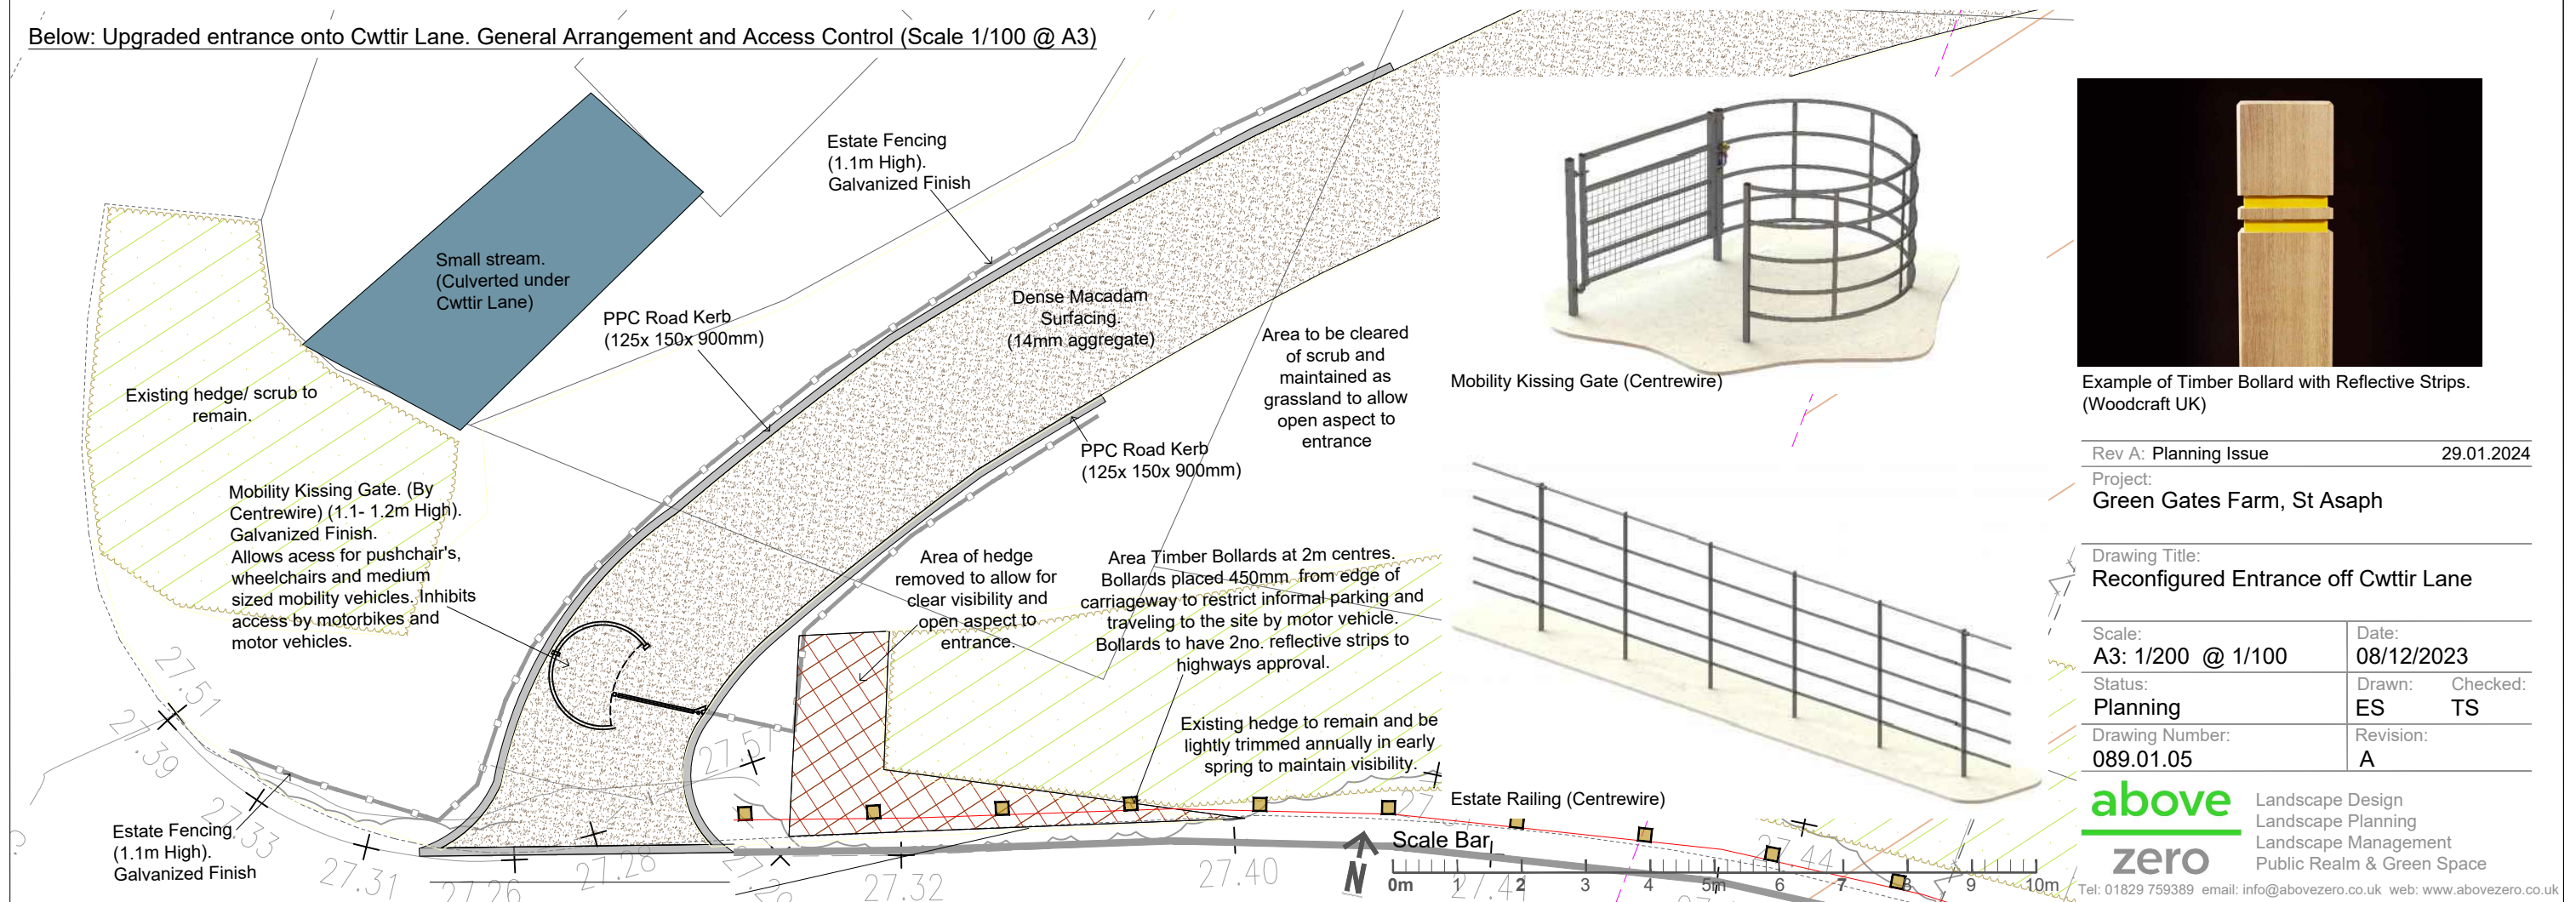 Below: Upgraded entrance onto Cwttir Lane. General Arrangement and Access Control (Scale 1/100 @ A3)
Estate Fencing
(1.1m High).
Galvanized Finish
Small stream.
(Culverted under
Cwttir Lane)
PPC Road Kerb
(125x 150x 900mm)
Dense Macadam
Surfacing.
(14mm aggregate)
Area to be cleared
of scrub and
maintained as
grassland to allow
open aspect to
entrance
Existing hedge/ scrub to
remain.
PPC Road Kerb
(125x 150x 900mm)
Mobility Kissing Gate. (By
Centrewire) (1.1- 1.2m High).
Galvanized Finish.
Allows acess for pushchair's,
wheelchairs and medium
sized mobility vehicles. Inhibits
access by motorbikes and
motor vehicles.
Area of hedge
removed to allow for
clear visibility and
open aspect to
entrance.
Area Timber Bollards at 2m centres.
Bollards placed 450mm from edge of
carriageway to restrict informal parking and
traveling to the site by motor vehicle.
Bollards to have 2no. reflective strips to
highways approval.
Existing hedge to remain and be
lightly trimmed annually in early
spring to maintain visibility.
Estate Fencing
(1.1m High).
Galvanized Finish
27.51
27.39
27.33
27.31
27.26
27.28
27.57
27.32
27.40
27.41
27.44
Mobility Kissing Gate (Centrewire)
Estate Railing (Centrewire)
N
Scale Bar
0m 1 2 3 4 5m 6 7 8 9 10m
Example of Timber Bollard with Reflective Strips.
(Woodcraft UK)
Rev A: Planning Issue 29.01.2024
Project:
Green Gates Farm, St Asaph
Drawing Title:
Reconfigured Entrance off Cwttir Lane
Scale: Date:
A3: 1/200 @ 1/100 08/12/2023
Status: Drawn: Checked:
Planning ES TS
Drawing Number: Revision:
089.01.05 A
above
zero
Landscape Design
Landscape Planning
Landscape Management
Public Realm & Green Space
Tel: 01829 759389 email: info@abovezero.co.uk web: www.abovezero.co.uk